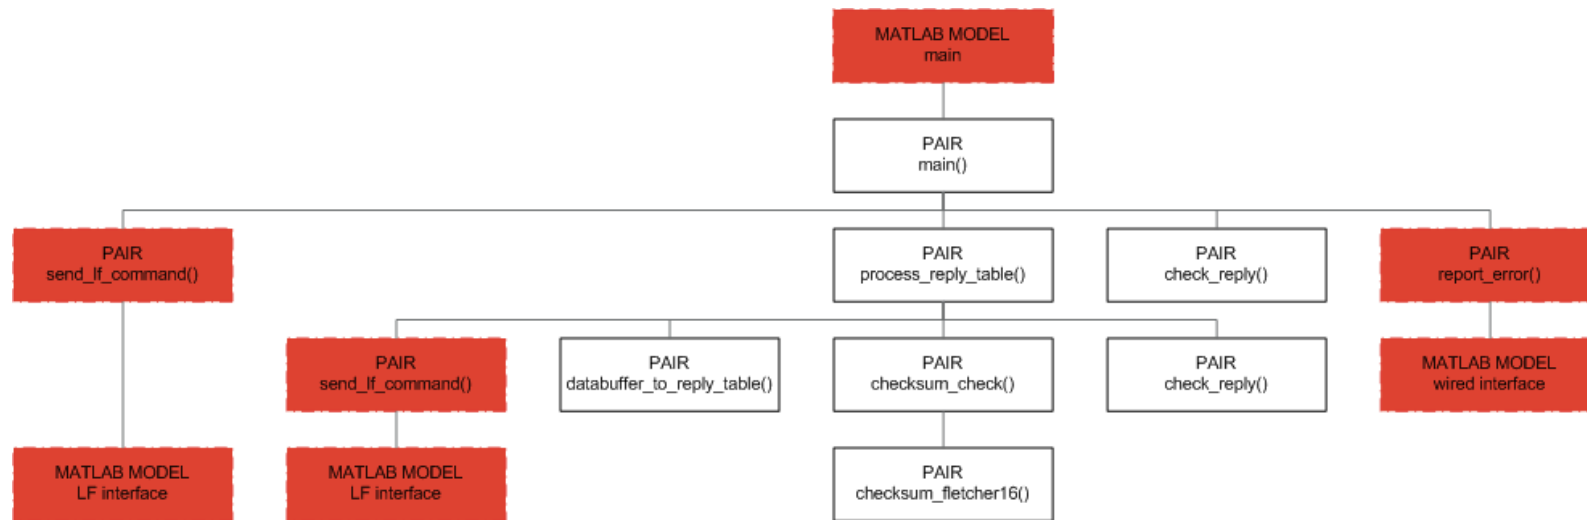 MATLAB MODEL
main
PAIR
main()
PAIR
send_lf_command()
PAIR
process_reply_table()
PAIR
check_reply()
PAIR
report_error()
PAIR
send_lf_command()
PAIR
databuffer_to_reply_table()
PAIR
checksum_check()
PAIR
check_reply()
MATLAB MODEL
wired interface
MATLAB MODEL
LF interface
MATLAB MODEL
LF interface
PAIR
checksum_fletcher16()